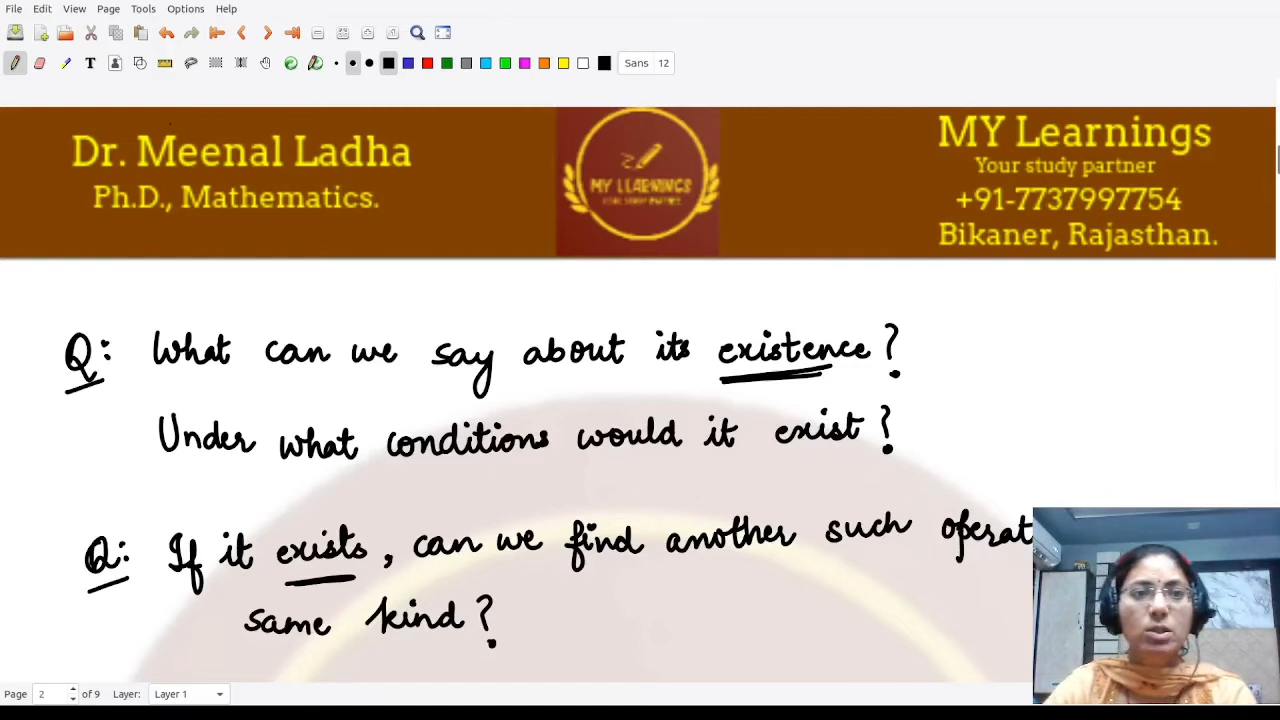 File Edit View Page Tools Options Help
Sans 12
Dr. Meenal Ladha
Ph.D., Mathematics.
MY LEARNINGS
MY Learnings
Your study partner
+91-7737997754
Bikaner, Rajasthan.
Q: What can we say about its existence?
Under what conditions would it exist?
Q: If it exists, can we find another such operat
same kind?
Page 2 of 9 Layer: Layer 1